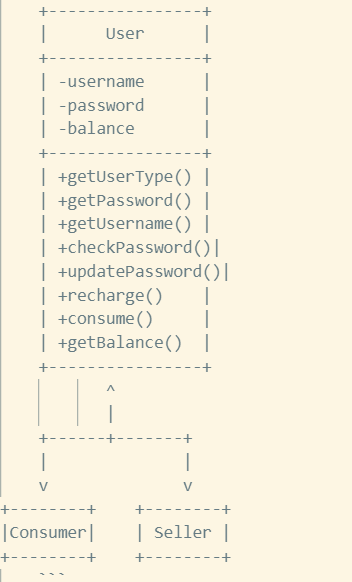 +----------------+
|      User      |
+----------------+
| -username      |
| -password      |
| -balance       |
+----------------+
| +getUserType() |
| +getPassword() |
| +getUsername() |
| +checkPassword()|
| +updatePassword()|
| +recharge()    |
| +consume()     |
| +getBalance()  |
+----------------+
       ^
       |
+------+-------+
|              |
v              v
+--------+    +--------+
|Consumer|    | Seller |
+--------+    +--------+
```